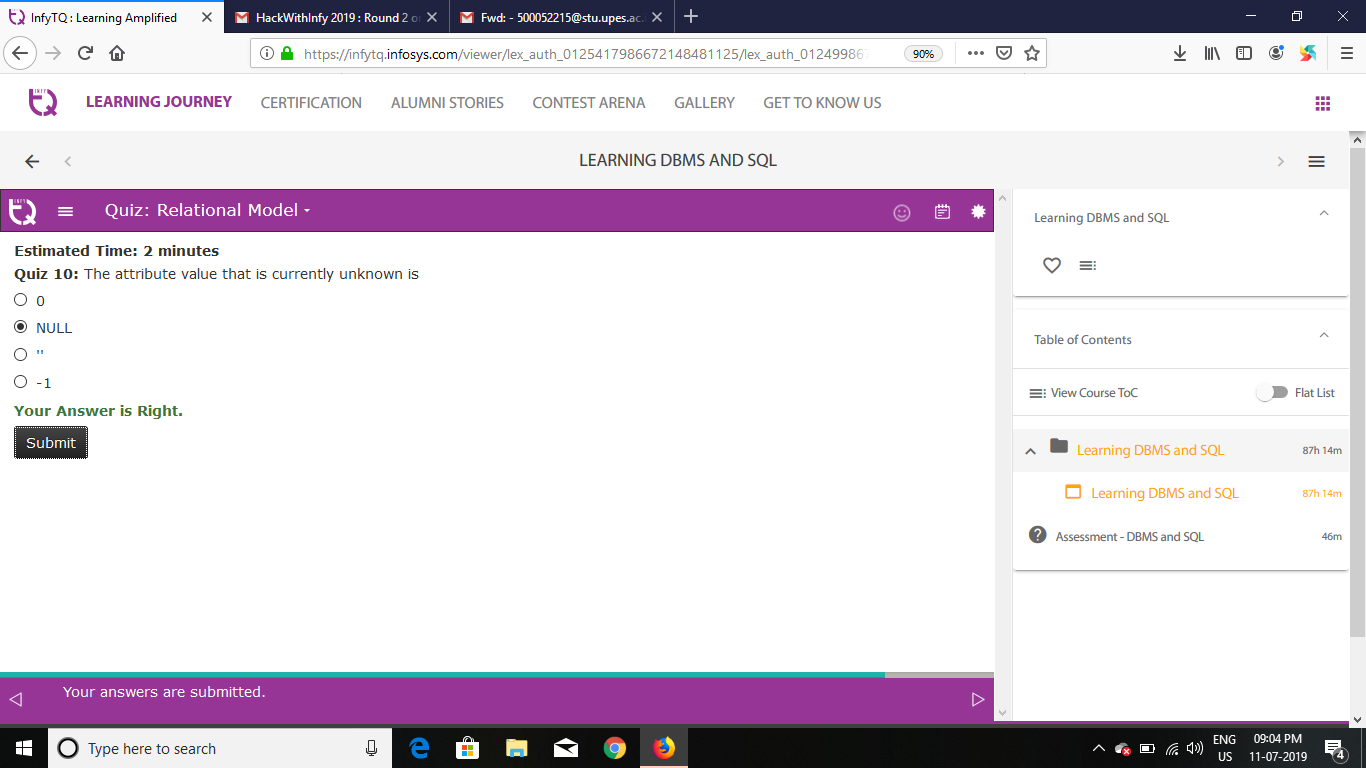 InfyTQ : Learning Amplified
HackWithInfy 2019 : Round 2 o
Fwd: - 500052215@stu.upes.ac.
https://infytq.infosys.com/viewer/lex_auth_0125417986672148481125/lex_auth_01249986
90%
LEARNING JOURNEY
CERTIFICATION
ALUMNI STORIES
CONTEST ARENA
GALLERY
GET TO KNOW US
LEARNING DBMS AND SQL
Quiz: Relational Model
Estimated Time: 2 minutes
Quiz 10: The attribute value that is currently unknown is
0
NULL
''
-1
Your Answer is Right.
Submit
Your answers are submitted.
Learning DBMS and SQL
Table of Contents
View Course ToC
Flat List
Learning DBMS and SQL 87h 14m
Learning DBMS and SQL 87h 14m
Assessment - DBMS and SQL 46m
Type here to search
ENG
US
09:04 PM
11-07-2019
4